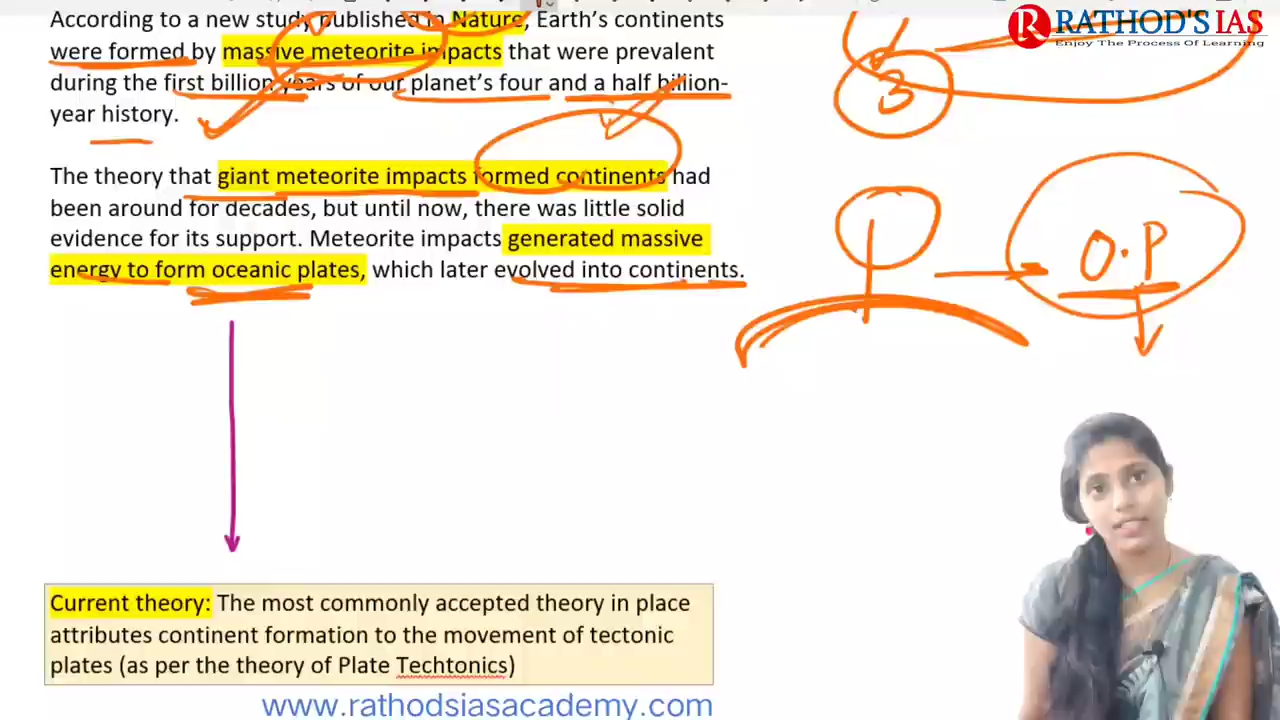 According to a new study published in Nature, Earth’s continents
were formed by massive meteorite impacts that were prevalent
during the first billion years of our planet’s four and a half billion-
year history.
RATHOD'S IAS
Enjoy The Process Of Learning
3
The theory that giant meteorite impacts formed continents had
been around for decades, but until now, there was little solid
evidence for its support. Meteorite impacts generated massive
energy to form oceanic plates, which later evolved into continents.
O.P
Current theory: The most commonly accepted theory in place
attributes continent formation to the movement of tectonic
plates (as per the theory of Plate Techtonics)
www.rathodsiasacademy.com